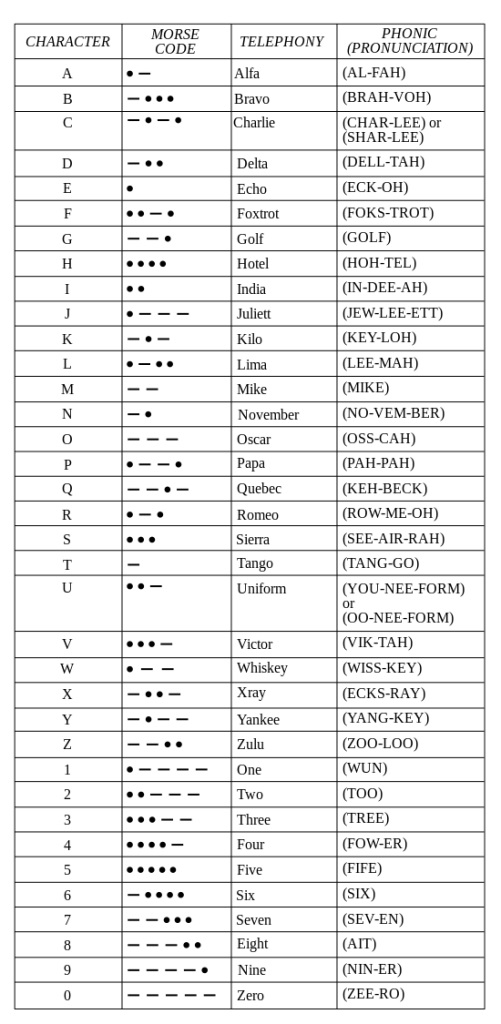 CHARACTER MORSE CODE TELEPHONY PHONIC (PRONUNCIATION)
A ● — Alfa (AL-FAH)
B — ● ● ● Bravo (BRAH-VOH)
C — ● — ● Charlie (CHAR-LEE) or
(SHAR-LEE)
D — ● ● Delta (DELL-TAH)
E ● Echo (ECK-OH)
F ● ● — ● Foxtrot (FOKS-TROT)
G — — ● Golf (GOLF)
H ● ● ● ● Hotel (HOH-TEL)
I ● ● India (IN-DEE-AH)
J ● — — — Juliett (JEW-LEE-ETT)
K — ● — Kilo (KEY-LOH)
L ● — ● ● Lima (LEE-MAH)
M — — Mike (MIKE)
N — ● November (NO-VEM-BER)
O — — — Oscar (OSS-CAH)
P ● — — ● Papa (PAH-PAH)
Q — — ● — Quebec (KEH-BECK)
R ● — ● Romeo (ROW-ME-OH)
S ● ● ● Sierra (SEE-AIR-RAH)
T — Tango (TANG-GO)
U ● ● — Uniform (YOU-NEE-FORM)
or
(OO-NEE-FORM)
V ● ● ● — Victor (VIK-TAH)
W ● — — Whiskey (WISS-KEY)
X — ● ● — Xray (ECKS-RAY)
Y — ● — — Yankee (YANG-KEY)
Z — — ● ● Zulu (ZOO-LOO)
1 ● — — — — One (WUN)
2 ● ● — — — Two (TOO)
3 ● ● ● — — Three (TREE)
4 ● ● ● ● — Four (FOW-ER)
5 ● ● ● ● ● Five (FIFE)
6 — ● ● ● ● Six (SIX)
7 — — ● ● ● Seven (SEV-EN)
8 — — — ● ● Eight (AIT)
9 — — — — ● Nine (NIN-ER)
0 — — — — — Zero (ZEE-RO)